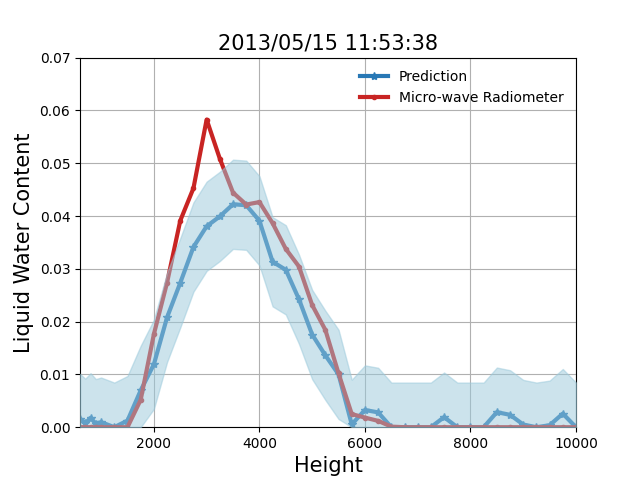 2013/05/15 11:53:38
Prediction
Micro-wave Radiometer
Liquid Water Content
0.07
0.06
0.05
0.04
0.03
0.02
0.01
0.00
2000 4000 6000 8000 10000
Height